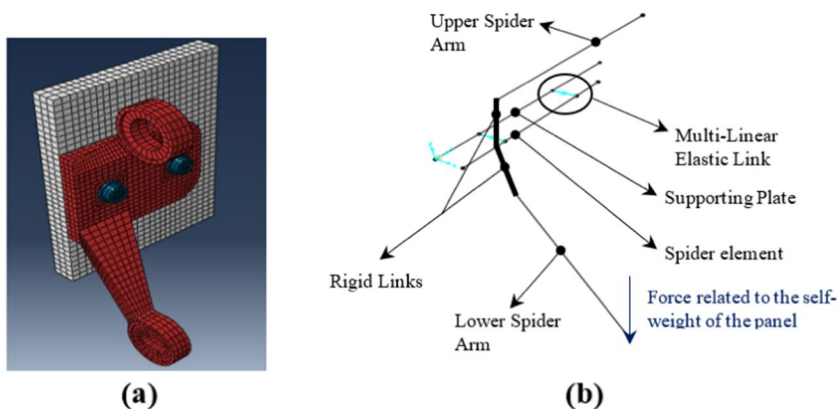 Upper Spider
Arm
Multi-Linear
Elastic Link
Supporting Plate
Spider element
Rigid Links
Force related to the self-
weight of the panel
Lower Spider
Arm
(a)
(b)